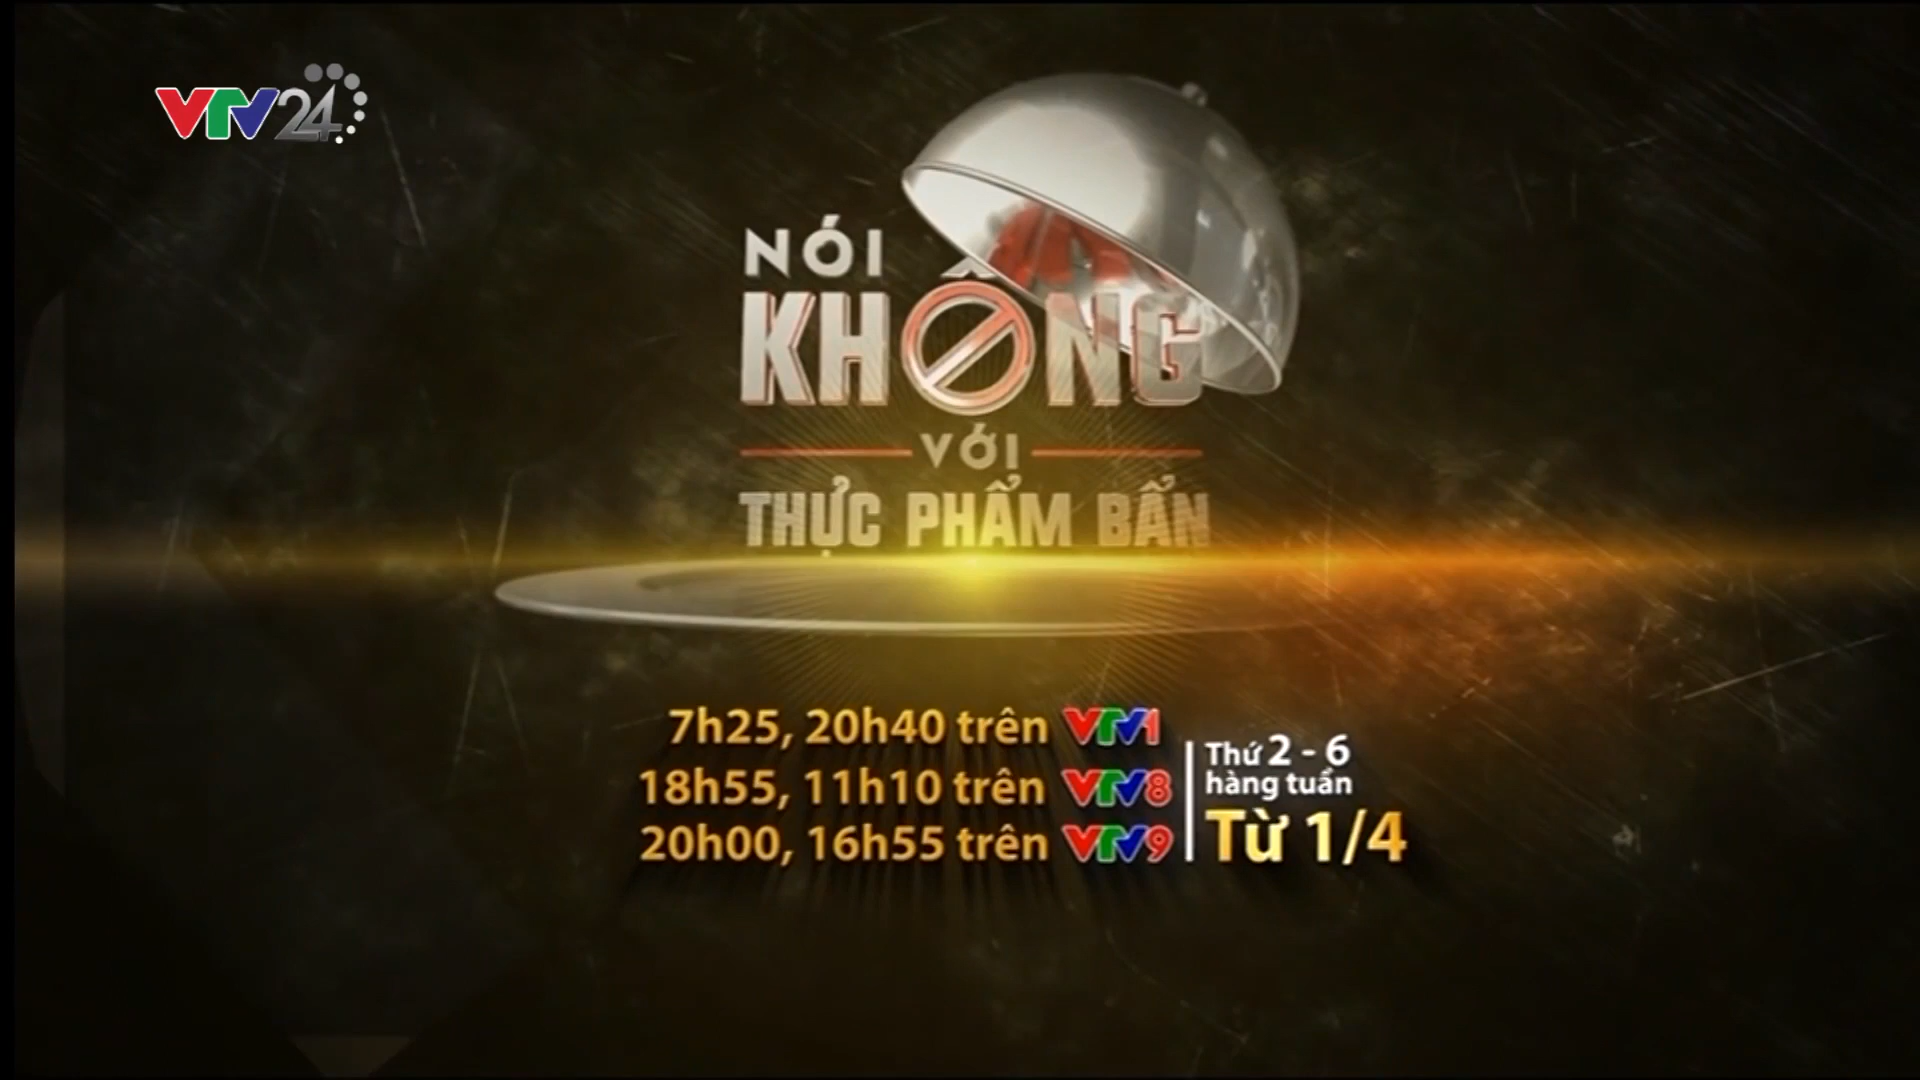 VTV24
NÓI
KHÔNG
VỚI
THỰC PHẨM BẨN
7h25, 20h40 trên VTV1
18h55, 11h10 trên VTV8
20h00, 16h55 trên VTV9
Thứ 2 - 6
hàng tuần
Từ 1/4